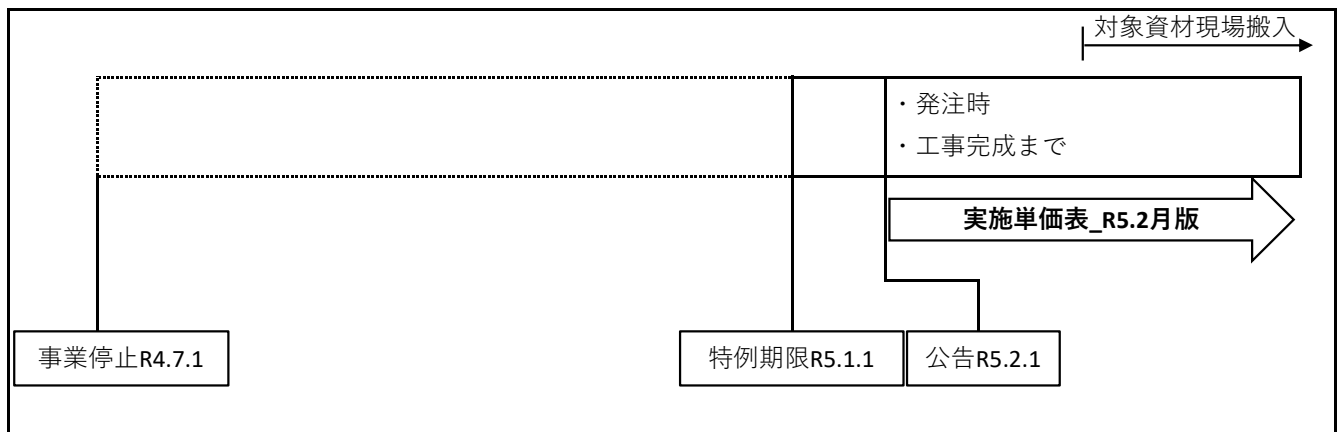 対象資材現場搬入
・発注時
・工事完成まで
実施単価表_R5.2月版
事業停止R4.7.1
特例期限R5.1.1
公告R5.2.1